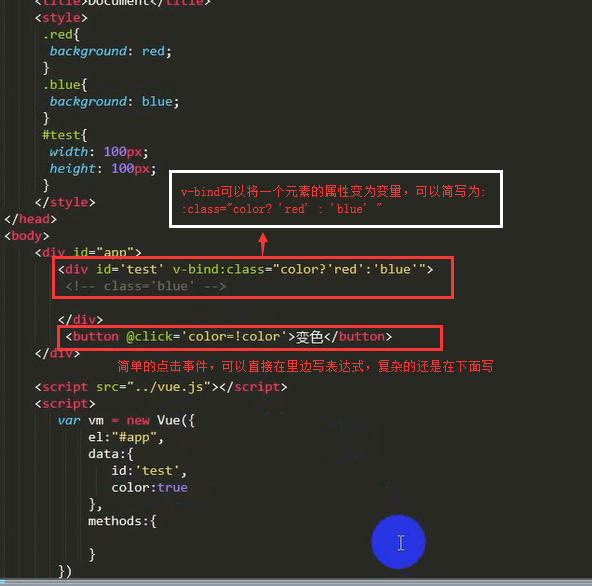 <title>Document</title>
<style>
.red{
background: red;
}
.blue{
background: blue;
}
#test{
width: 100px;
height: 100px;
}
</style>
v-bind可以将一个元素的属性变为变量，可以简写为:
:class="color? 'red' : 'blue' "
</head>
<body>
<div id="app">
<div id='test' v-bind:class="color?'red':'blue'">
<!-- class='blue' -->
</div>
<button @click='color=!color'>变色</button>
</div>
简单的点击事件，可以直接在里边写表达式，复杂的还是在下面写
<script src="../vue.js"></script>
<script>
var vm = new Vue({
el:"#app",
data:{
id:'test',
color:true
},
methods:{
}
})